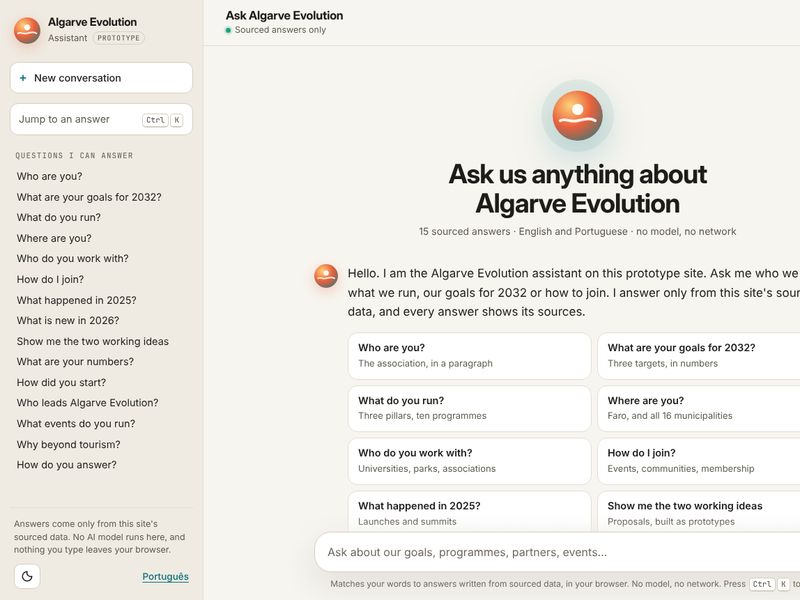 Algarve Evolution
Assistant PROTOTYPE
+ New conversation
Jump to an answer Ctrl K
QUESTIONS I CAN ANSWER
Who are you?
What are your goals for 2032?
What do you run?
Where are you?
Who do you work with?
How do I join?
What happened in 2025?
What is new in 2026?
Show me the two working ideas
What are your numbers?
How did you start?
Who leads Algarve Evolution?
What events do you run?
Why beyond tourism?
How do you answer?
Answers come only from this site's
sourced data. No AI model runs here, and
nothing you type leaves your browser.
Português
Ask Algarve Evolution
Sourced answers only
Ask us anything about
Algarve Evolution
15 sourced answers · English and Portuguese · no model, no network
Hello. I am the Algarve Evolution assistant on this prototype site. Ask me who we
what we run, our goals for 2032 or how to join. I answer only from this site's sour
data, and every answer shows its sources.
Who are you?
The association, in a paragraph
What are your goals for 2032?
Three targets, in numbers
What do you run?
Three pillars, ten programmes
Where are you?
Faro, and all 16 municipalities
Who do you work with?
Universities, parks, associations
How do I join?
Events, communities, membership
What happened in 2025?
Launches and summits
Show me the two working ideas
Proposals, built as prototypes
Ask about our goals, programmes, partners, events...
Matches your words to answers written from sourced data, in your browser. No model, no network. Press Ctrl K to